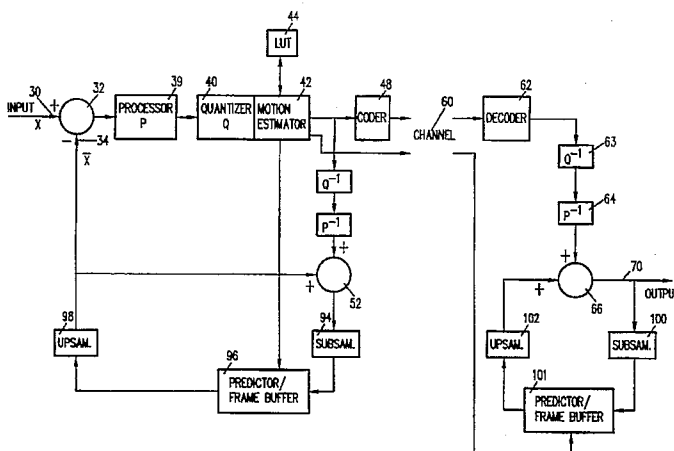 44
LUT
30
INPUT
X
+
32
39
PROCESSOR
P
40
QUANTIZER
Q
42
MOTION
ESTIMATOR
48
CODER
60
CHANNEL
62
DECODER
− 34
X̅
Q⁻¹
P⁻¹
+
+
52
Q⁻¹
63
P⁻¹
64
+
+
66
70
OUTPUT
98
UPSAM.
94
SUBSAM.
96
PREDICTOR/
FRAME BUFFER
102
UPSAM.
100
SUBSAM.
101
PREDICTOR/
FRAME BUFFER